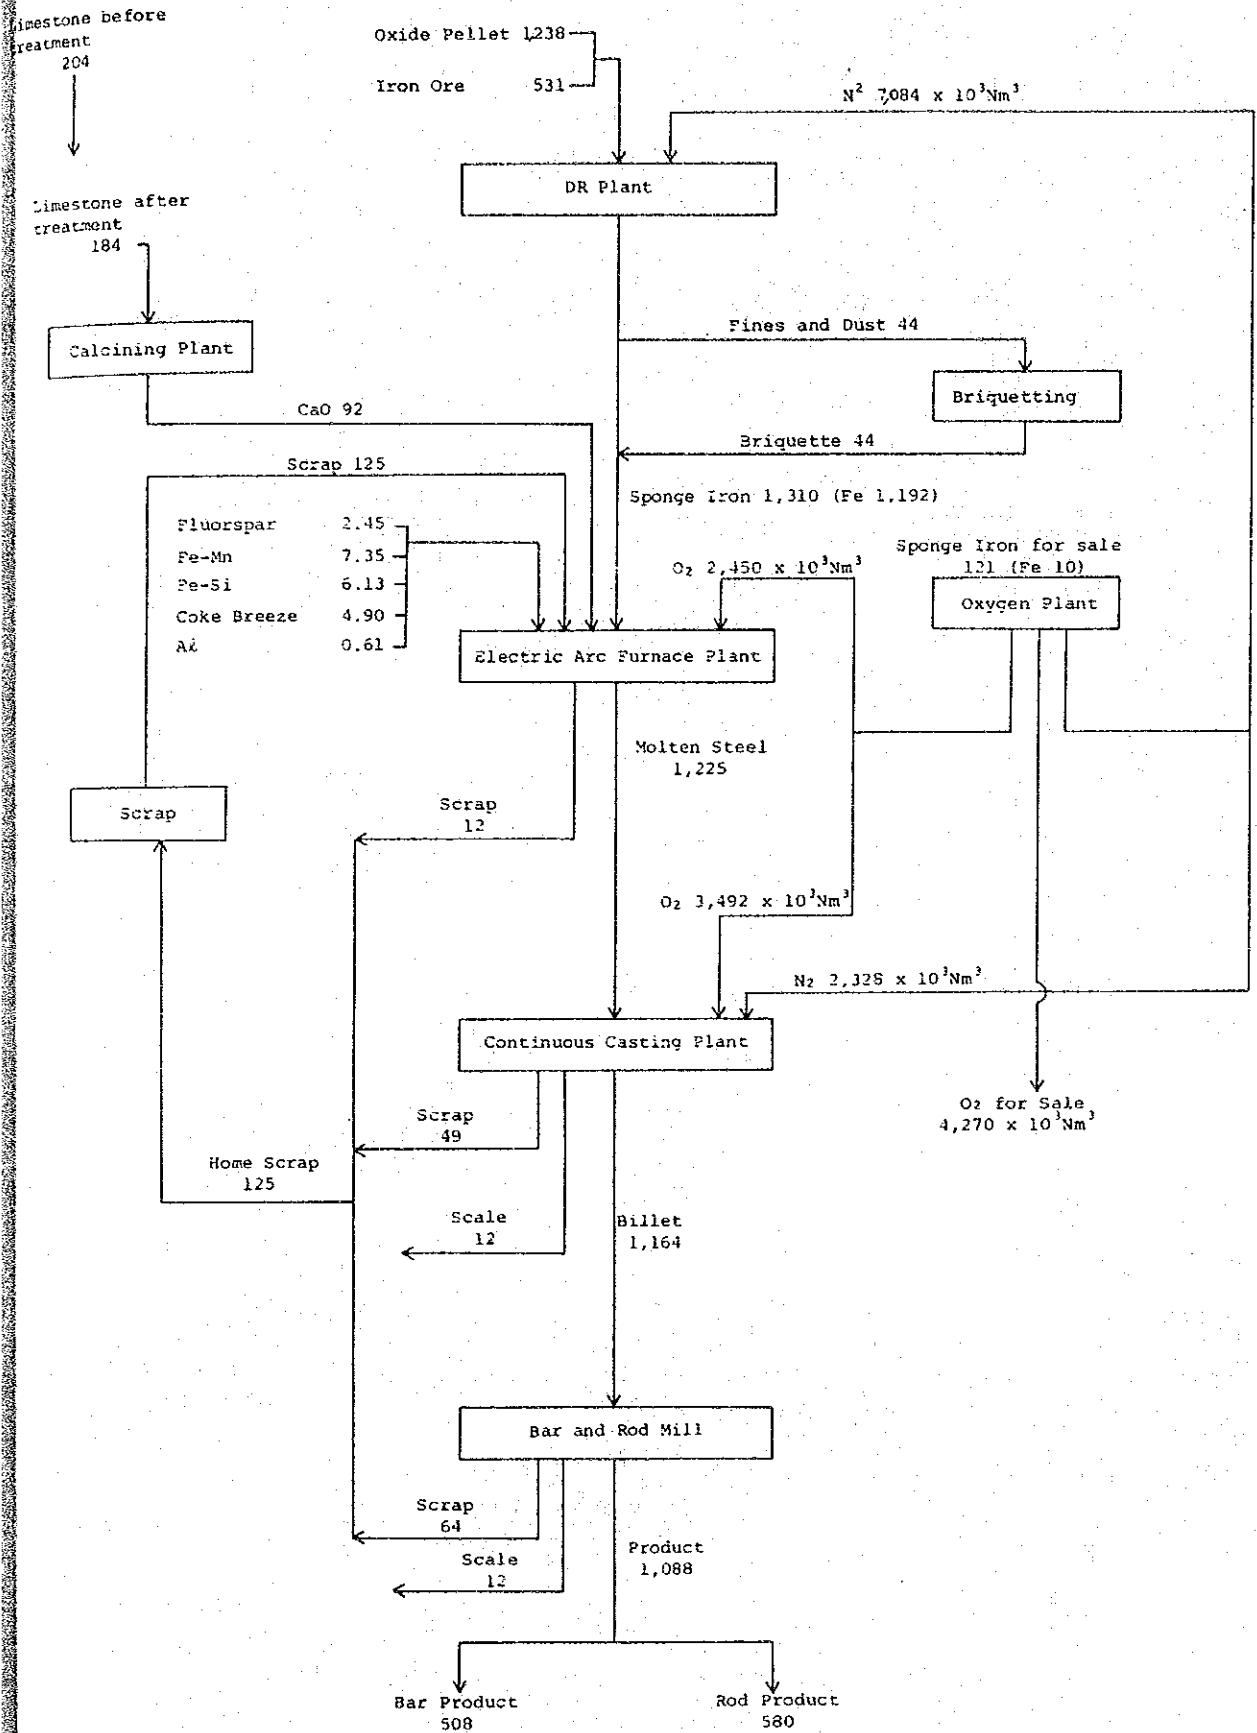 Limestone before
treatment
204
Oxide Pellet 1,238
Iron Ore 531
N² 7,084 x 10³Nm³
DR Plant
Limestone after
treatment
184
Calcining Plant
Fines and Dust 44
Briquetting
CaO 92
Briquette 44
Scrap 125
Sponge Iron 1,310 (Fe 1,192)
Fluorspar 2.45
Fe-Mn 7.35
Fe-Si 6.13
Coke Breeze 4.90
Aℓ 0.61
Sponge Iron for sale
121 (Fe 10)
O₂ 2,450 x 10³Nm³
Oxygen Plant
Electric Arc Furnace Plant
Molten Steel
1,225
Scrap
Scrap
12
O₂ 3,492 x 10³Nm³
N₂ 2,328 x 10³Nm³
Continuous Casting Plant
O₂ for Sale
4,270 x 10³Nm³
Scrap
49
Home Scrap
125
Scale
12
Billet
1,164
Bar and Rod Mill
Scrap
64
Product
1,088
Scale
12
Bar Product
508
Rod Product
580